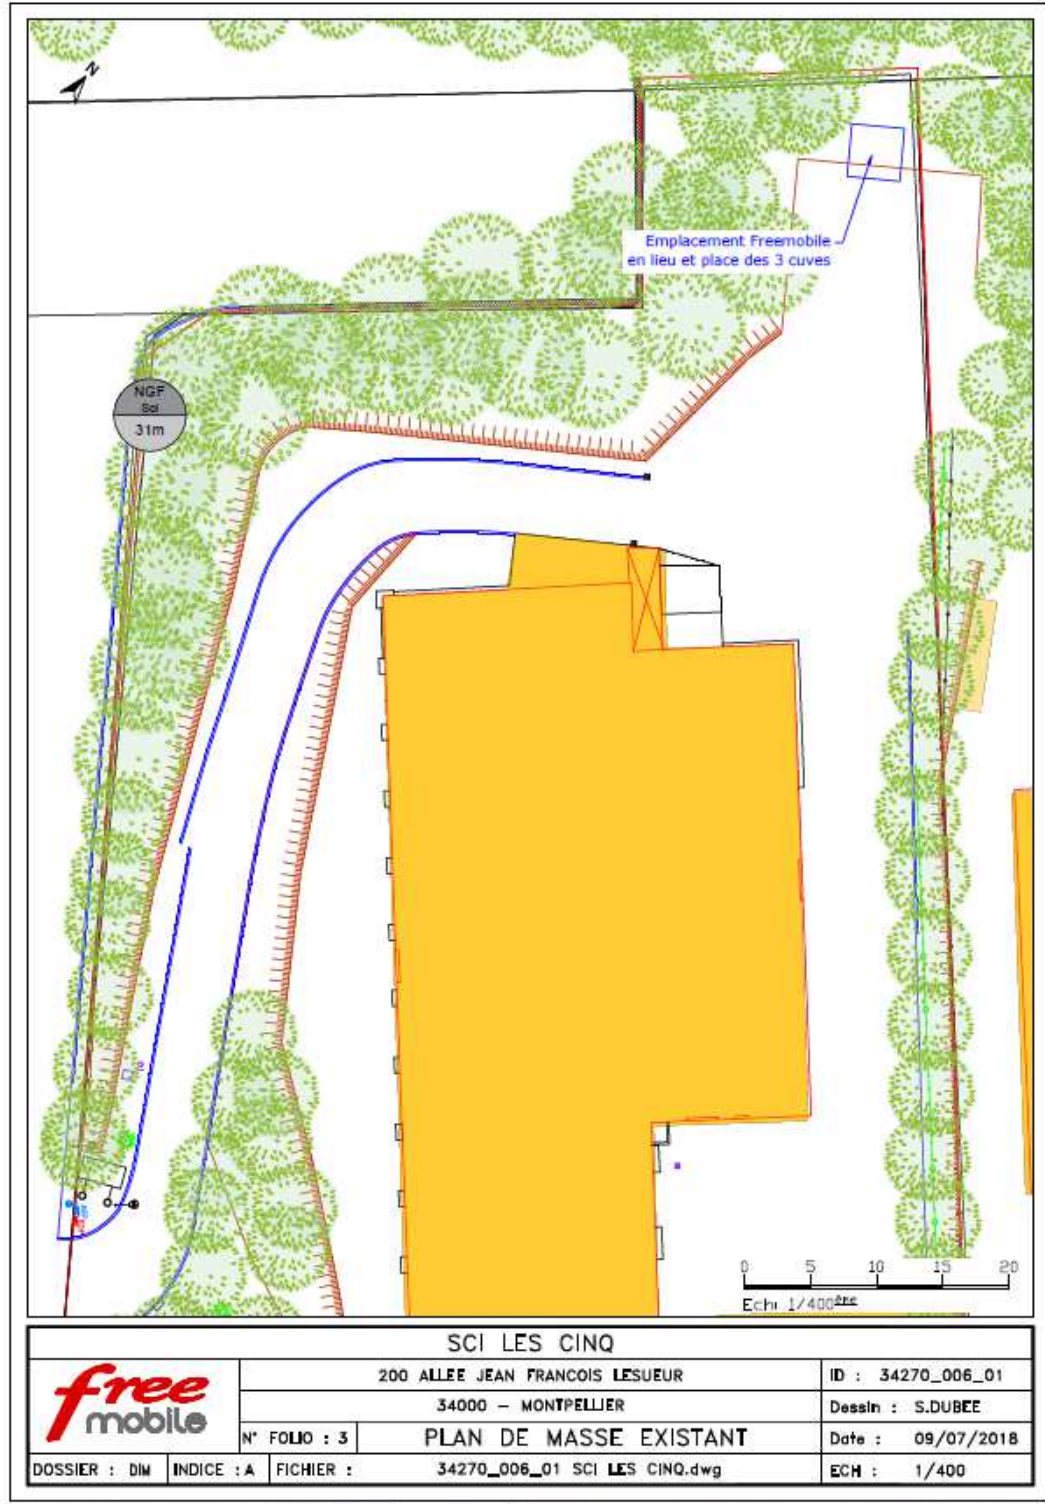 N
Emplacement Freemobile
en lieu et place des 3 cuves
NGF
Sol
31m
0 5 10 15 20
Ech: 1/400ème
SCI LES CINQ
free
mobile
200 ALLEE JEAN FRANCOIS LESUEUR
ID : 34270_006_01
34000 – MONTPELLIER
Dessin : S.DUBEE
N° FOLIO : 3
PLAN DE MASSE EXISTANT
Date : 09/07/2018
DOSSIER : DIM
INDICE : A
FICHIER : 34270_006_01 SCI LES CINQ.dwg
ECH : 1/400